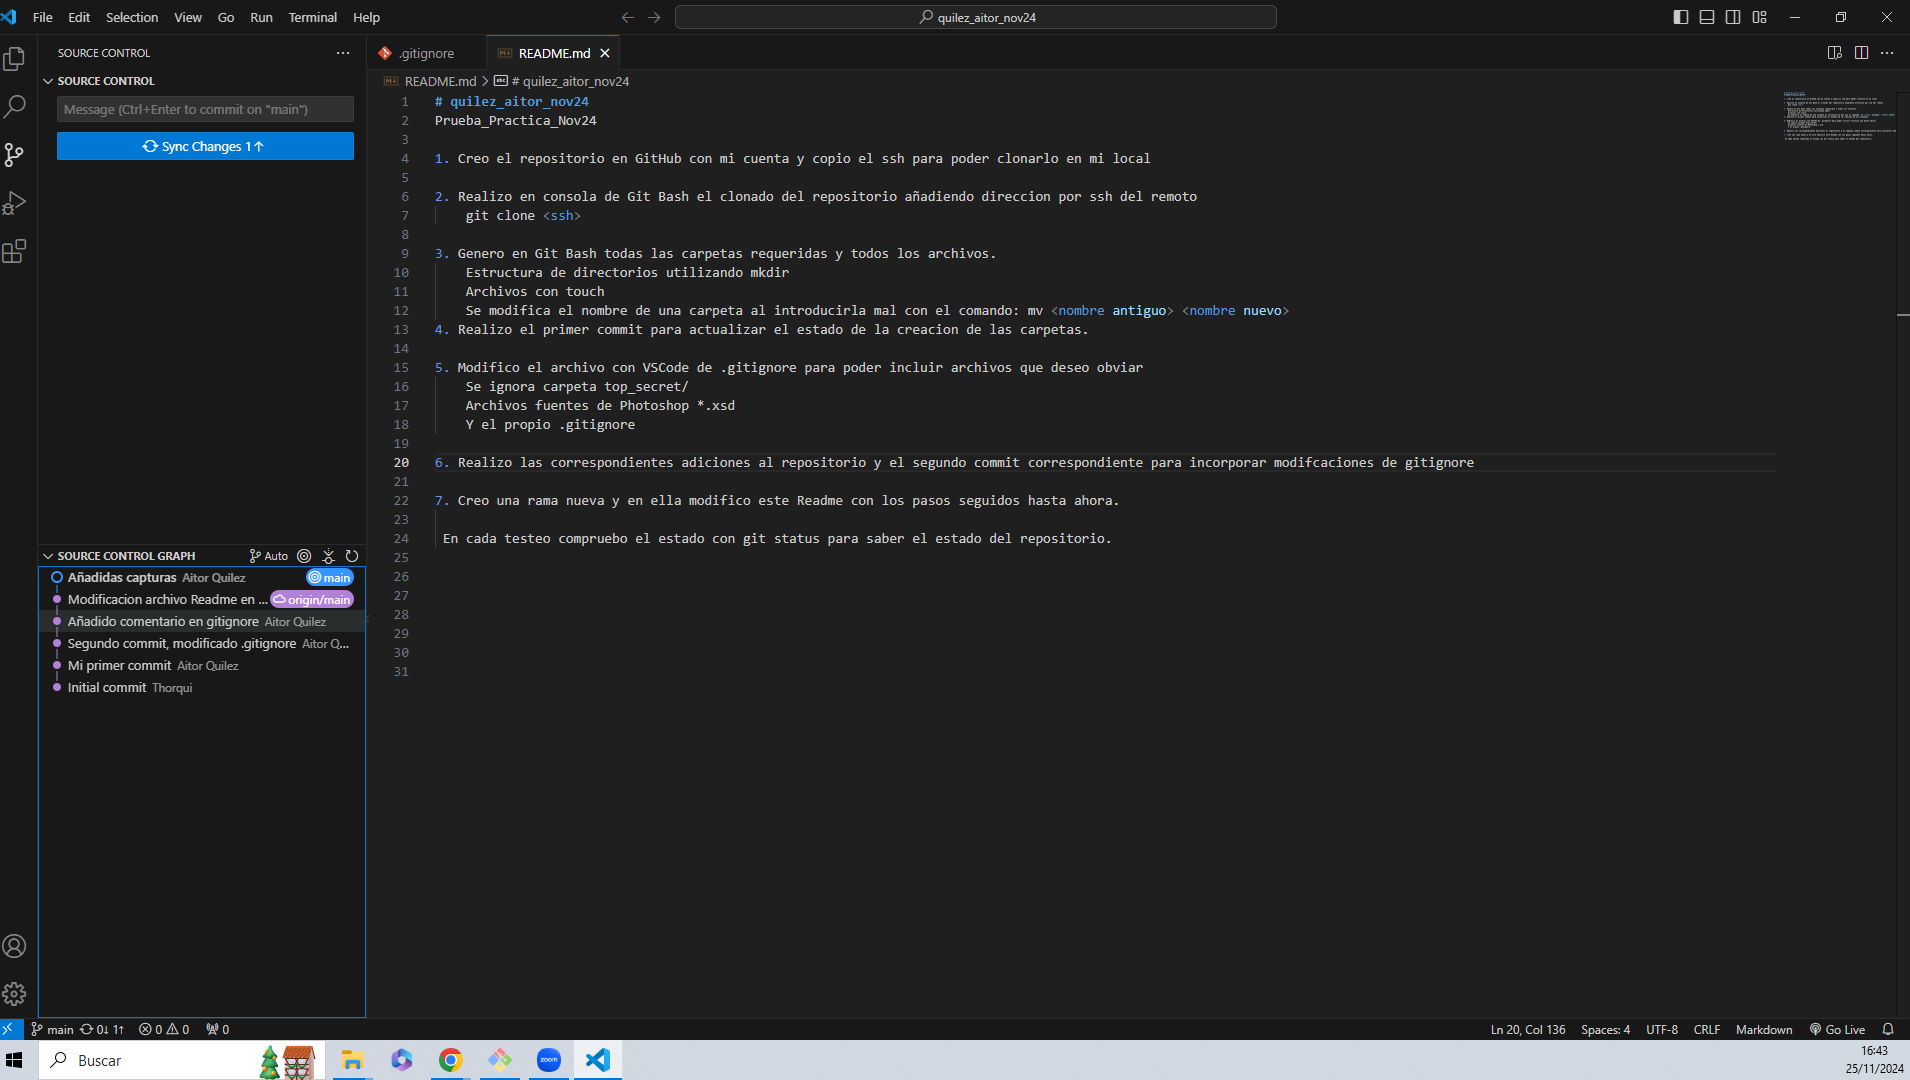 File Edit Selection View Go Run Terminal Help
quilez_aitor_nov24
SOURCE CONTROL
SOURCE CONTROL
Message (Ctrl+Enter to commit on "main")
Sync Changes 1↑
.gitignore
README.md
README.md > # quilez_aitor_nov24
1 # quilez_aitor_nov24
2 Prueba_Practica_Nov24
3
4 1. Creo el repositorio en GitHub con mi cuenta y copio el ssh para poder clonarlo en mi local
5
6 2. Realizo en consola de Git Bash el clonado del repositorio añadiendo direccion por ssh del remoto
7 git clone <ssh>
8
9 3. Genero en Git Bash todas las carpetas requeridas y todos los archivos.
10 Estructura de directorios utilizando mkdir
11 Archivos con touch
12 Se modifica el nombre de una carpeta al introducirla mal con el comando: mv <nombre antiguo> <nombre nuevo>
13 4. Realizo el primer commit para actualizar el estado de la creacion de las carpetas.
14
15 5. Modifico el archivo con VSCode de .gitignore para poder incluir archivos que deseo obviar
16 Se ignora carpeta top_secret/
17 Archivos fuentes de Photoshop *.xsd
18 Y el propio .gitignore
19
20 6. Realizo las correspondientes adiciones al repositorio y el segundo commit correspondiente para incorporar modifcaciones de gitignore
21
22 7. Creo una rama nueva y en ella modifico este Readme con los pasos seguidos hasta ahora.
23
24 En cada testeo compruebo el estado con git status para saber el estado del repositorio.
25
26
27
28
29
30
31
SOURCE CONTROL GRAPH Auto
Añadidas capturas Aitor Quilez main
Modificacion archivo Readme en ... origin/main
Añadido comentario en gitignore Aitor Quilez
Segundo commit, modificado .gitignore Aitor Q...
Mi primer commit Aitor Quilez
Initial commit Thorqui
main 0↓ 1↑ 0 0 0
Ln 20, Col 136 Spaces: 4 UTF-8 CRLF Markdown Go Live
Buscar
zoom
16:43
25/11/2024